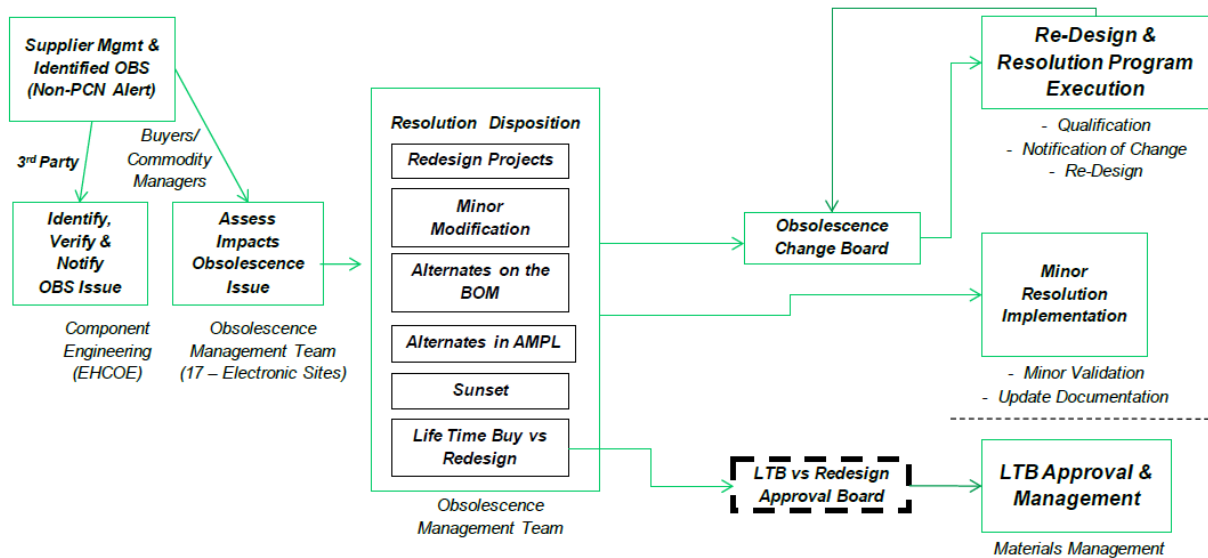 Supplier Mgmt &
Identified OBS
(Non-PCN Alert)
3rd Party
Buyers/
Commodity
Managers
Identify,
Verify &
Notify
OBS Issue
Component
Engineering
(EHCOE)
Assess
Impacts
Obsolescence
Issue
Obsolescence
Management Team
(17 – Electronic Sites)
Resolution Disposition
Redesign Projects
Minor
Modification
Alternates on the
BOM
Alternates in AMPL
Sunset
Life Time Buy vs
Redesign
Obsolescence
Management Team
Obsolescence
Change Board
LTB vs Redesign
Approval Board
Re-Design &
Resolution Program
Execution
- Qualification
- Notification of Change
- Re-Design
Minor
Resolution
Implementation
- Minor Validation
- Update Documentation
LTB Approval &
Management
Materials Management